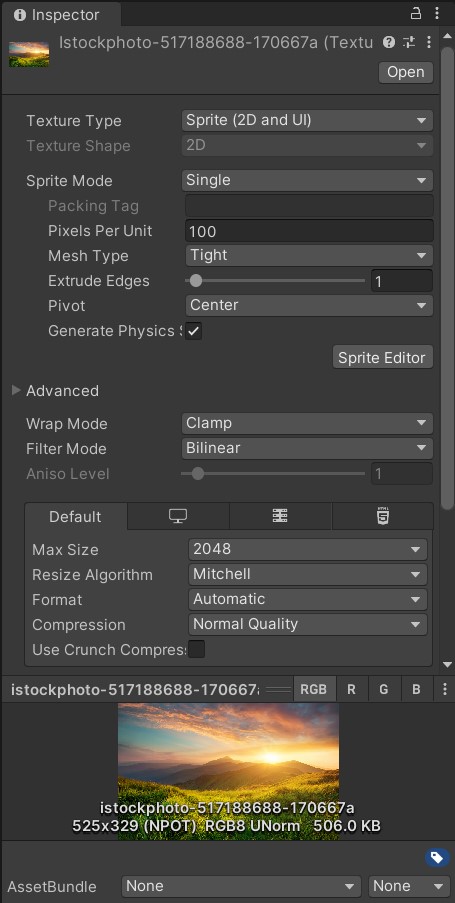 Inspector
Istockphoto-517188688-170667a (Textu
Open
Texture Type Sprite (2D and UI)
Texture Shape 2D
Sprite Mode Single
Packing Tag
Pixels Per Unit 100
Mesh Type Tight
Extrude Edges 1
Pivot Center
Generate Physics S
Sprite Editor
Advanced
Wrap Mode Clamp
Filter Mode Bilinear
Aniso Level 1
Default HTML 5
Max Size 2048
Resize Algorithm Mitchell
Format Automatic
Compression Normal Quality
Use Crunch Compres
istockphoto-517188688-170667a RGB R G B
istockphoto-517188688-170667a
525x329 (NPOT) RGB8 UNorm 506.0 KB
AssetBundle None None